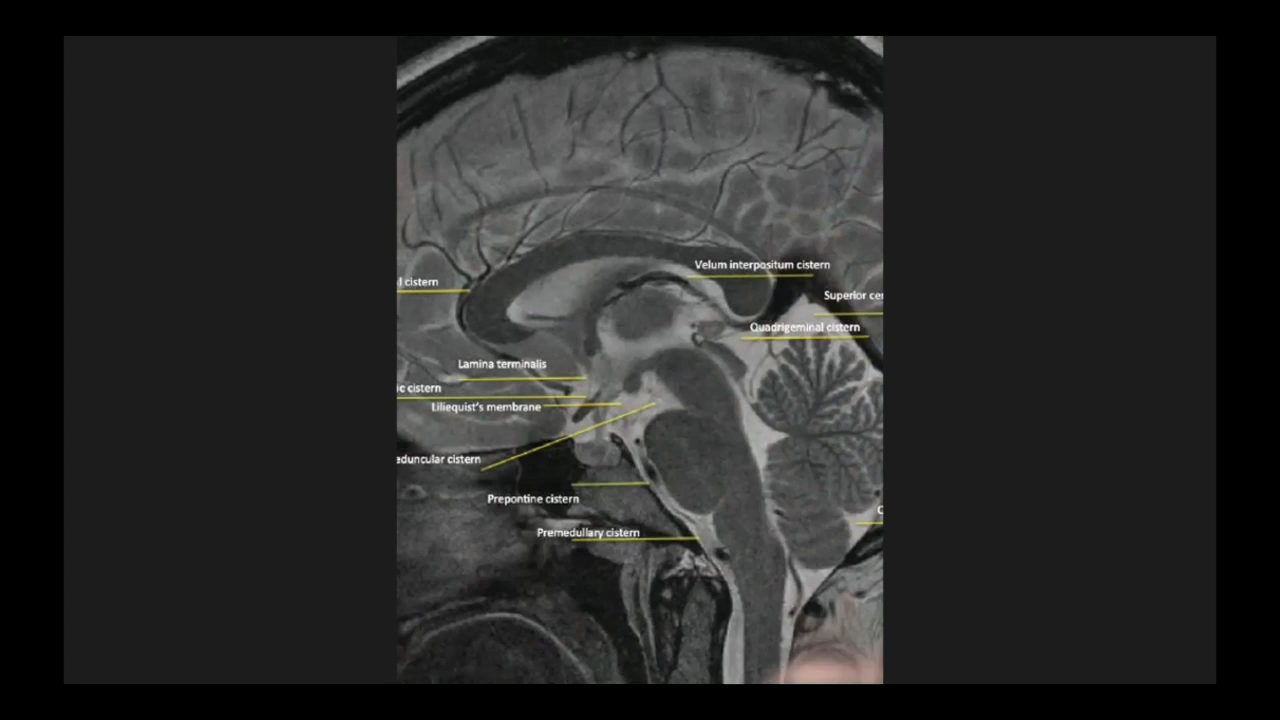 Velum interpositum cistern
l cistern
Superior cer
Quadrigeminal cistern
Lamina terminalis
ic cistern
Liliequist's membrane
eduncular cistern
Prepontine cistern
C
Premedullary cistern